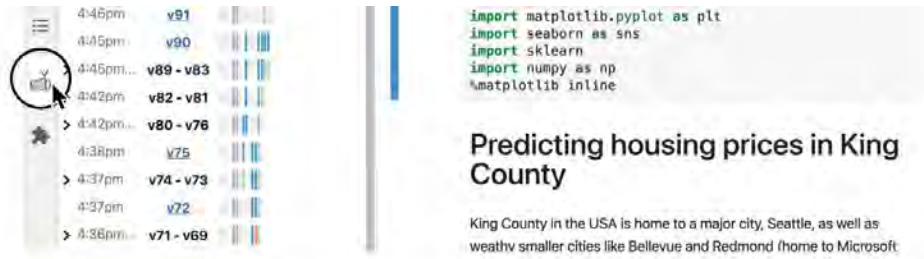 4:46pm v91
4:45pm v90
4:45pm... v89 - v83
4:42pm v82 - v81
4:42pm... v80 - v76
4:38pm v75
4:37pm v74 - v73
4:37pm v72
4:36pm... v71 - v69
import matplotlib.pyplot as plt
import seaborn as sns
import sklearn
import numpy as np
%matplotlib inline
Predicting housing prices in King
County
King County in the USA is home to a major city, Seattle, as well as
weathy smaller cities like Bellevue and Redmond (home to Microsoft